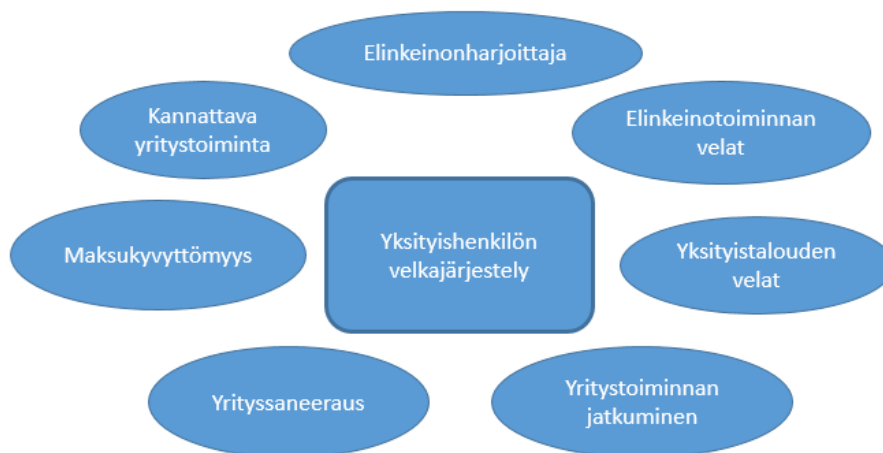 Elinkeinonharjoittaja
Kannattava
yritystoiminta
Elinkeinotoiminnan
velat
Maksukyvyttömyys
Yksityishenkilön
velkajärjestely
Yksityistalouden
velat
Yrityssaneeraus
Yritystoiminnan
jatkuminen